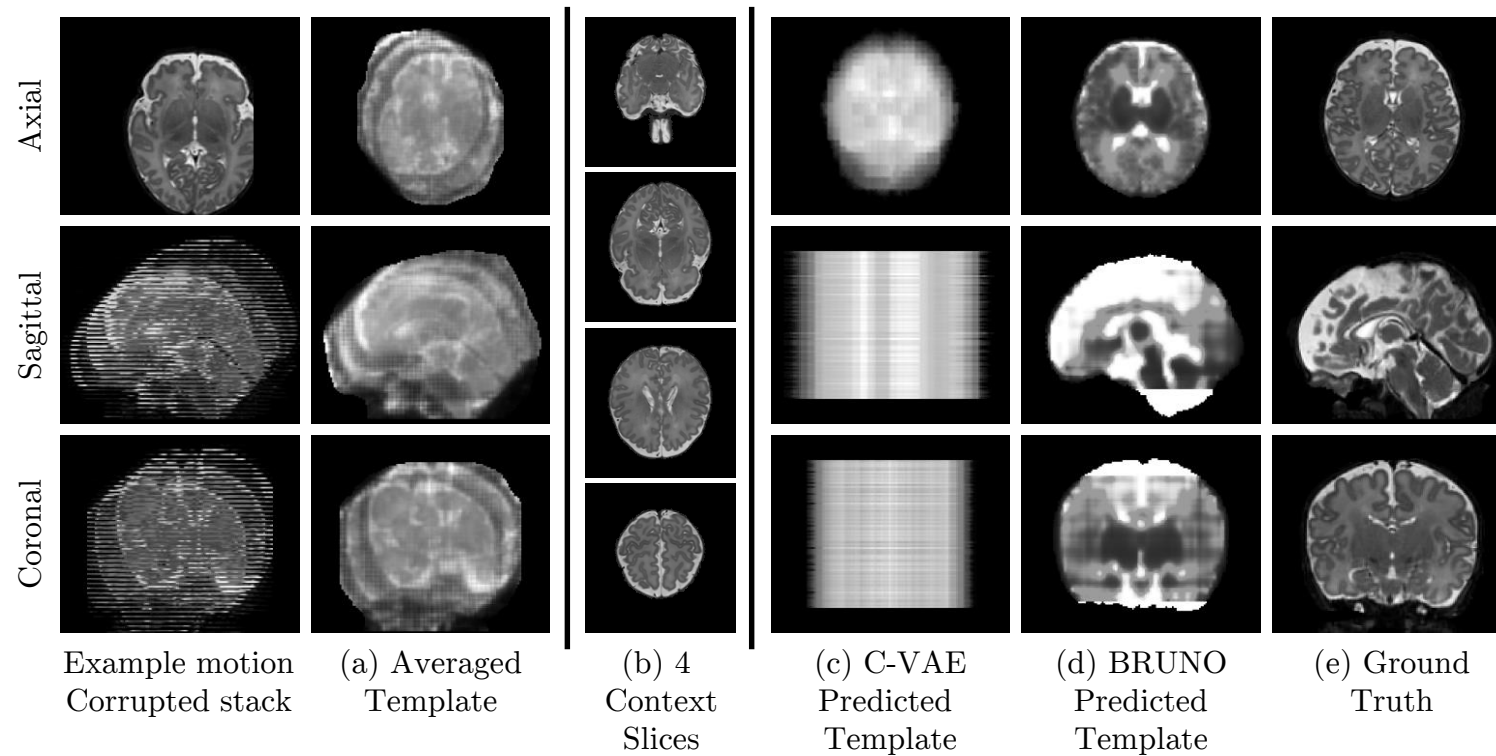 Axial
Sagittal
Coronal
Example motion
Corrupted stack
(a) Averaged
Template
(b) 4
Context
Slices
(c) C-VAE
Predicted
Template
(d) BRUNO
Predicted
Template
(e) Ground
Truth